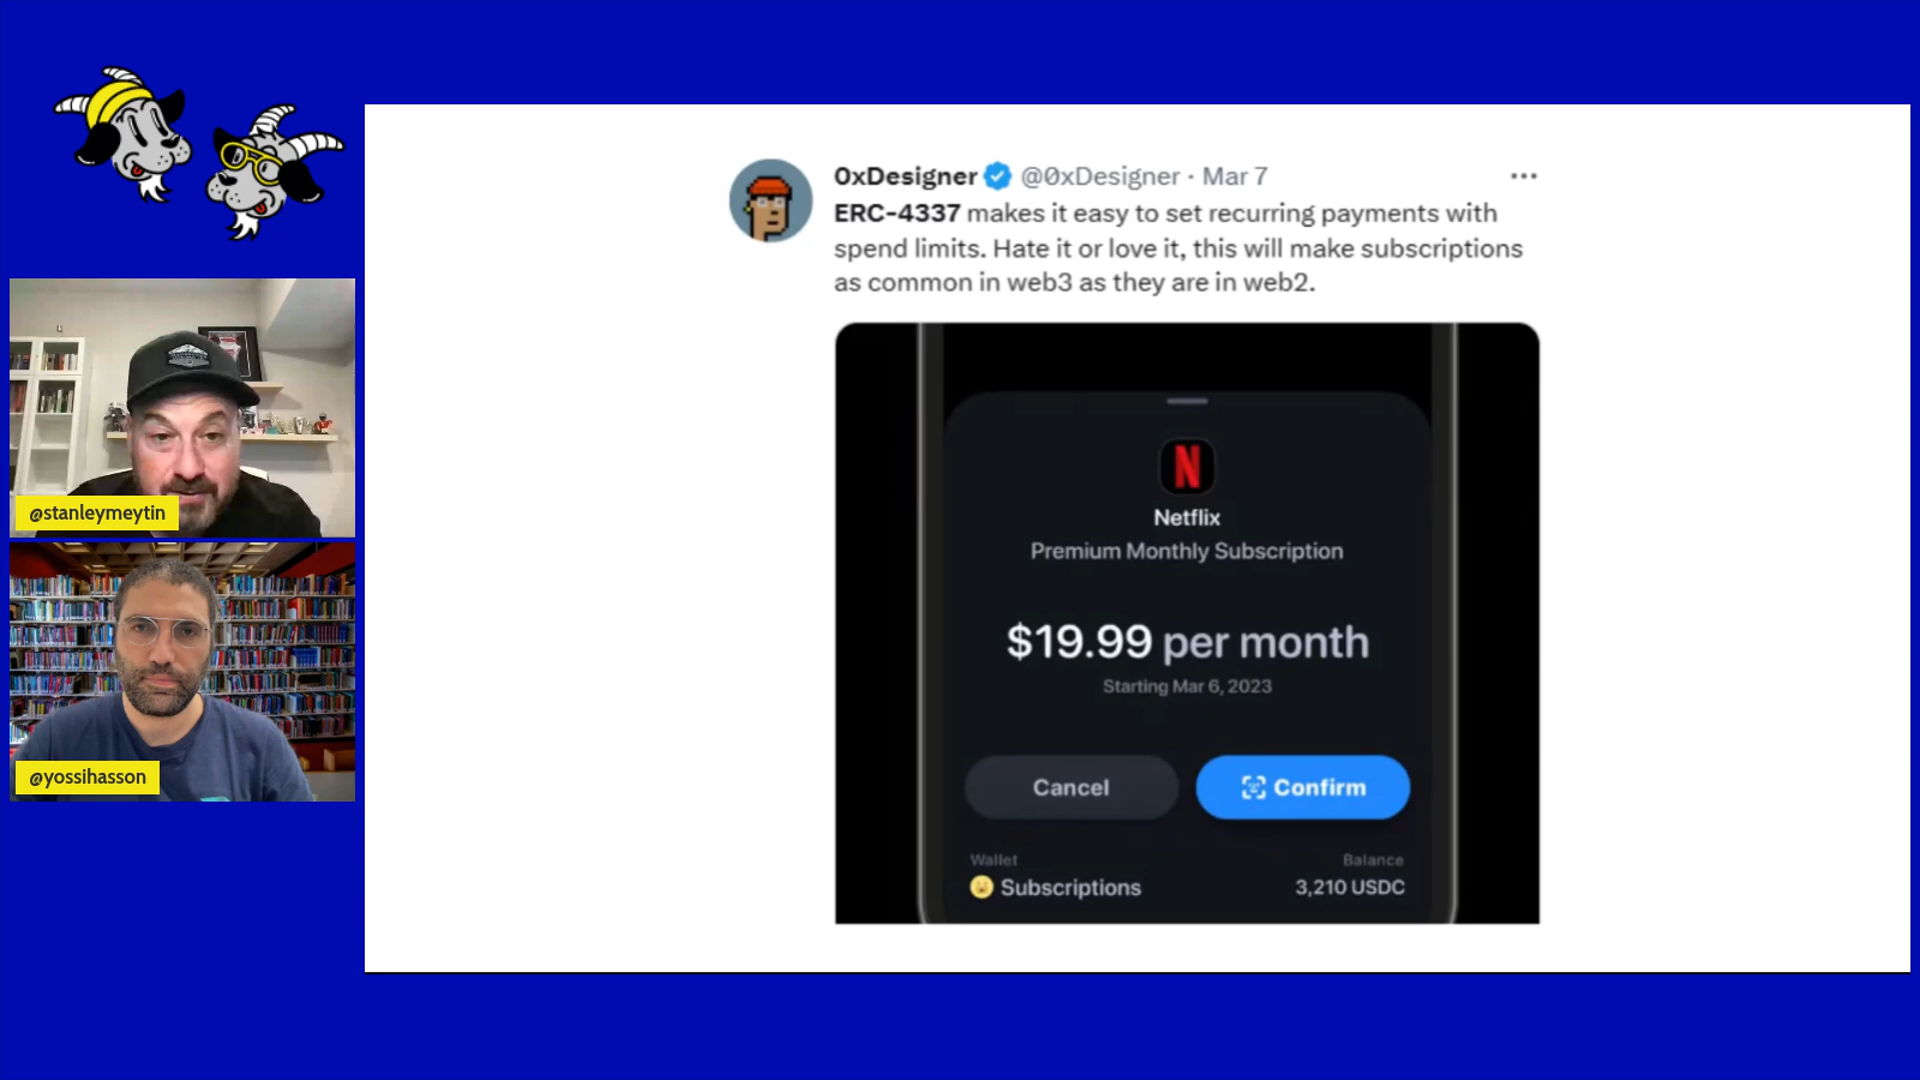 @stanleymeytin
@yossihasson
0xDesigner @0xDesigner · Mar 7
ERC-4337 makes it easy to set recurring payments with
spend limits. Hate it or love it, this will make subscriptions
as common in web3 as they are in web2.
N
Netflix
Premium Monthly Subscription
$19.99 per month
Starting Mar 6, 2023
Cancel
Confirm
Wallet
Balance
Subscriptions
3,210 USDC